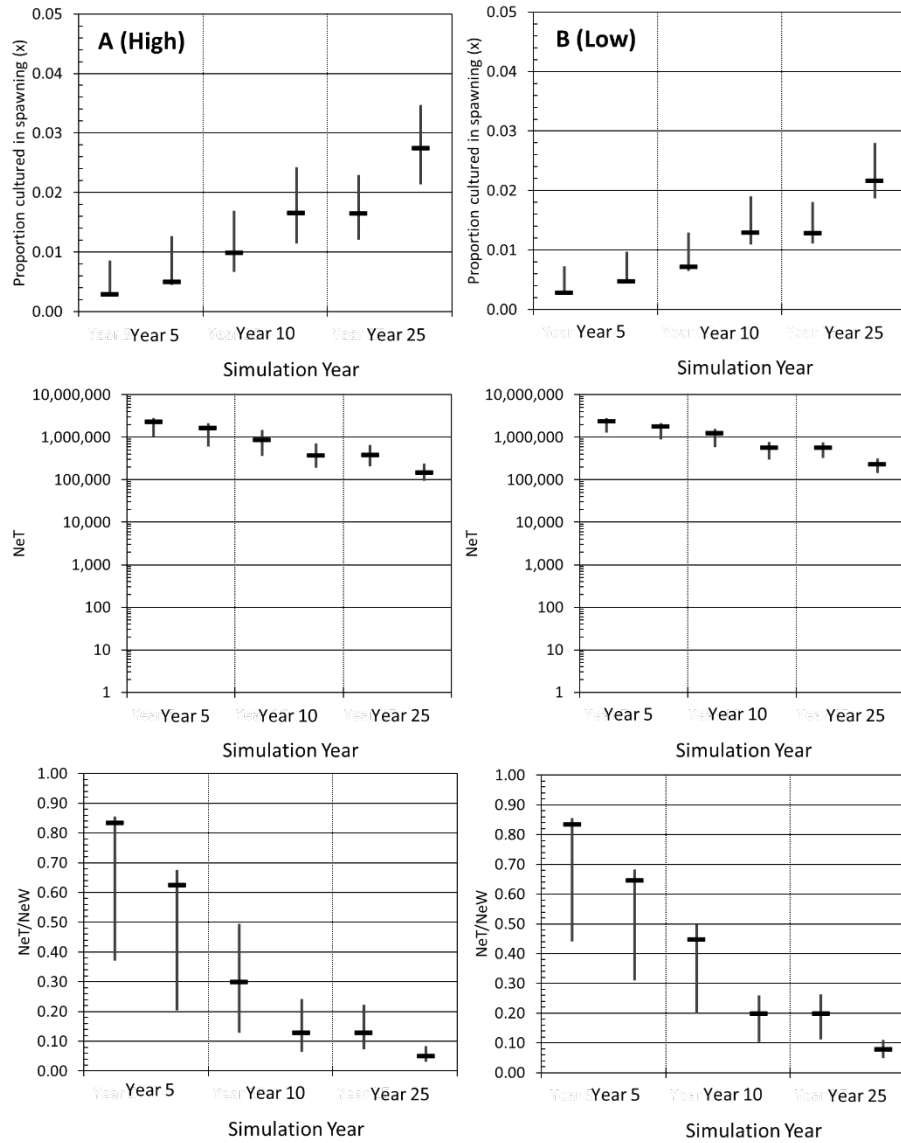 A (High)
Proportion cultured in spawning (x)
0.05
0.04
0.03
0.02
0.01
0.00
Year 5 Year 10 Year 25
Simulation Year
B (Low)
Proportion cultured in spawning (x)
0.05
0.04
0.03
0.02
0.01
0.00
Year 5 Year 10 Year 25
Simulation Year
NeT
10,000,000
1,000,000
100,000
10,000
1,000
100
10
1
Year 5 Year 10 Year 25
Simulation Year
NeT
10,000,000
1,000,000
100,000
10,000
1,000
100
10
1
Year 5 Year 10 Year 25
Simulation Year
NeT/NeW
1.00
0.90
0.80
0.70
0.60
0.50
0.40
0.30
0.20
0.10
0.00
Year 5 Year 10 Year 25
Simulation Year
NeT/NeW
1.00
0.90
0.80
0.70
0.60
0.50
0.40
0.30
0.20
0.10
0.00
Year 5 Year 10 Year 25
Simulation Year